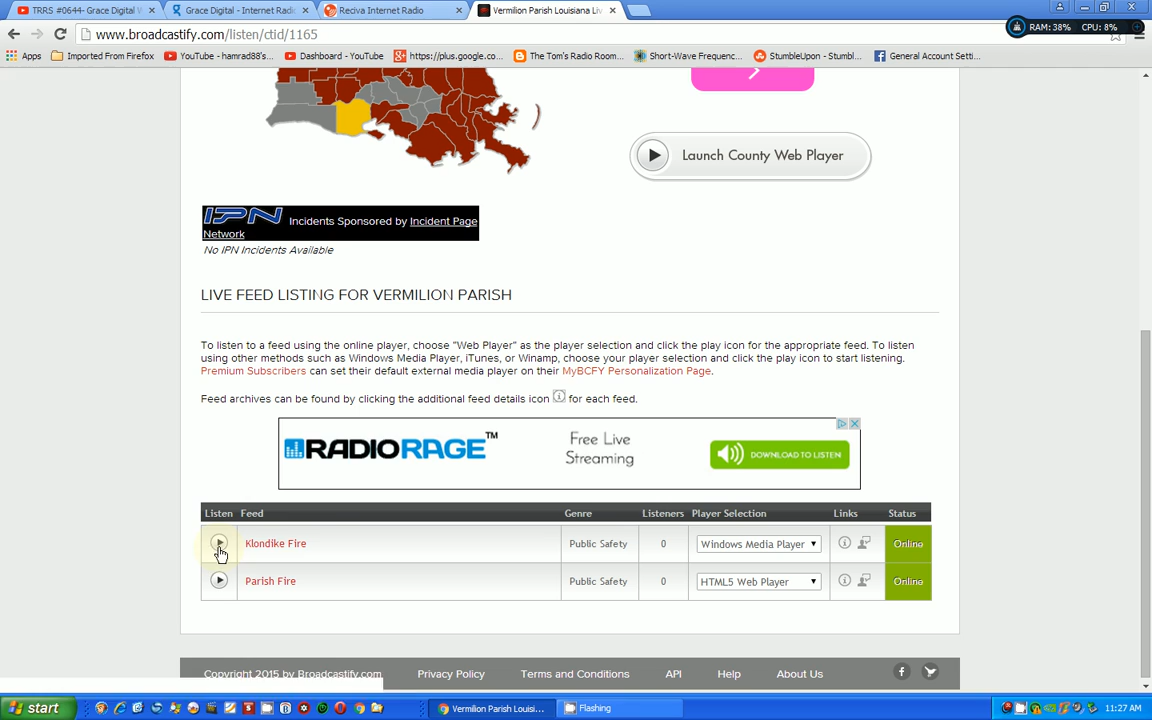 TRRS #0644- Grace Digital W
Grace Digital - Internet Radi
Reciva Internet Radio
Vermilion Parish Louisiana Liv
www.broadcastify.com/listen/ctid/1165
RAM: 38% CPU: 8%
Apps
Imported From Firefox
YouTube - hamrad88's...
Dashboard - YouTube
https://plus.google.co...
The Tom's Radio Room...
Short-Wave Frequenc...
StumbleUpon - Stumbl...
General Account Setti...
Launch County Web Player
IPN Incidents Sponsored by Incident Page
Network
No IPN Incidents Available
LIVE FEED LISTING FOR VERMILION PARISH
To listen to a feed using the online player, choose "Web Player" as the player selection and click the play icon for the appropriate feed. To
listen using other methods such as Windows Media Player, iTunes, or Winamp, choose your player selection and click the play icon to start listening.
Premium Subscribers can set their default external media player on their MyBCFY Personalization Page.
Feed archives can be found by clicking the additional feed details icon for each feed.
RADIORAGE™
Free Live
Streaming
DOWNLOAD TO LISTEN
Listen Feed Genre Listeners Player Selection Links Status
Klondike Fire Public Safety 0 Windows Media Player Online
Parish Fire Public Safety 0 HTML5 Web Player Online
Copyright 2015 by Broadcastify.com
Privacy Policy
Terms and Conditions
API
Help
About Us
start
Vermilion Parish Louisi...
Flashing
11:27 AM